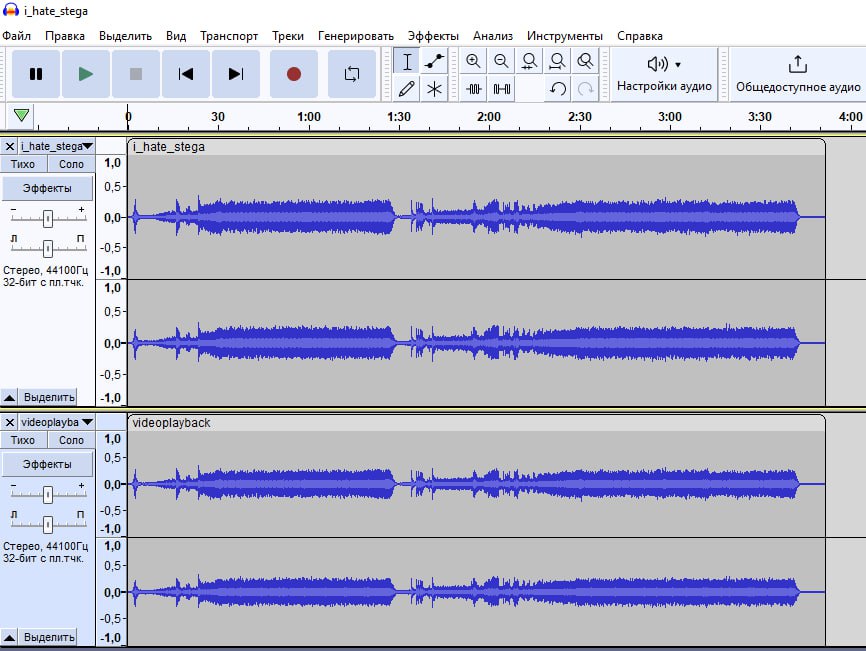 i_hate_stega
Файл Правка Выделить Вид Транспорт Треки Генерировать Эффекты Анализ Инструменты Справка
Настройки аудио
Общедоступное аудио
0 30 1:00 1:30 2:00 2:30 3:00 3:30 4:00
i_hate_stega
i_hate_stega
Тихо Соло
Эффекты
- +
Л П
Стерео, 44100Гц
32-бит с пл.тчк.
Выделить
1,0
0,5
0,0
-0,5
-1,0
1,0
0,5
0,0
-0,5
-1,0
videoplayba
videoplayback
Тихо Соло
Эффекты
- +
Л П
Стерео, 44100Гц
32-бит с пл.тчк.
Выделить
1,0
0,5
0,0
-0,5
-1,0
1,0
0,5
0,0
-0,5
-1,0